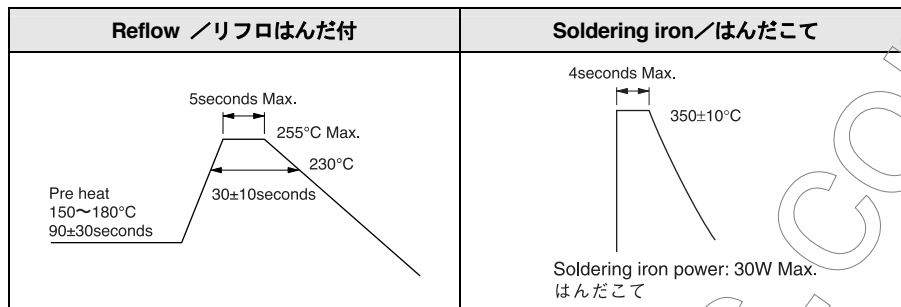 Reflow ／リフロはんだ付
Soldering iron／はんだこて
5seconds Max.
255°C Max.
230°C
30±10seconds
Pre heat
150〜180°C
90±30seconds
4seconds Max.
350±10°C
Soldering iron power: 30W Max.
はんだこて